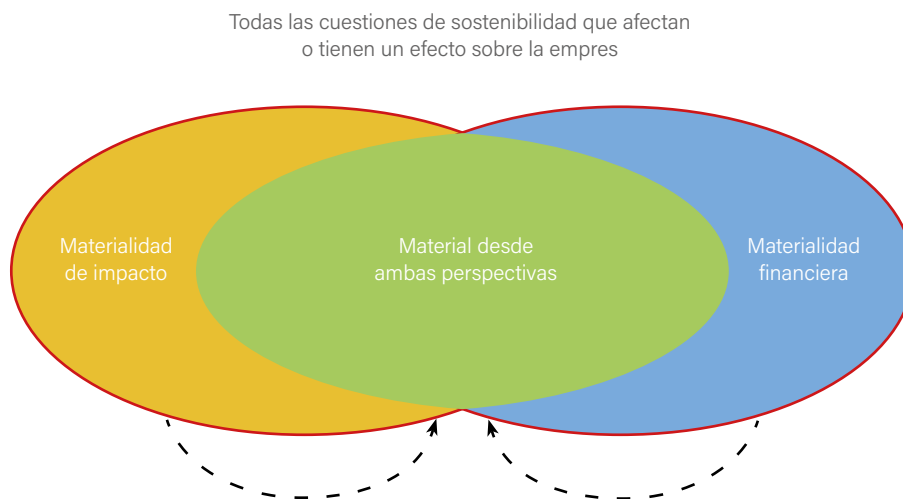 Todas las cuestiones de sostenibilidad que afectan
o tienen un efecto sobre la empres
Materialidad
de impacto
Material desde
ambas perspectivas
Materialidad
financiera